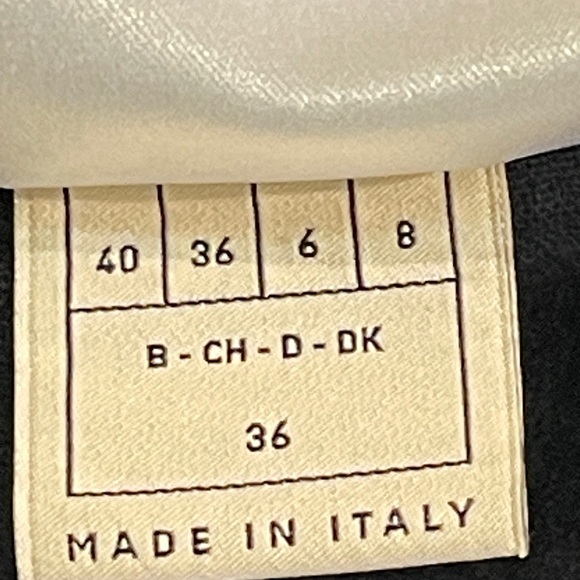 40 36 6 8
B - CH - D - DK
36
MADE IN ITALY